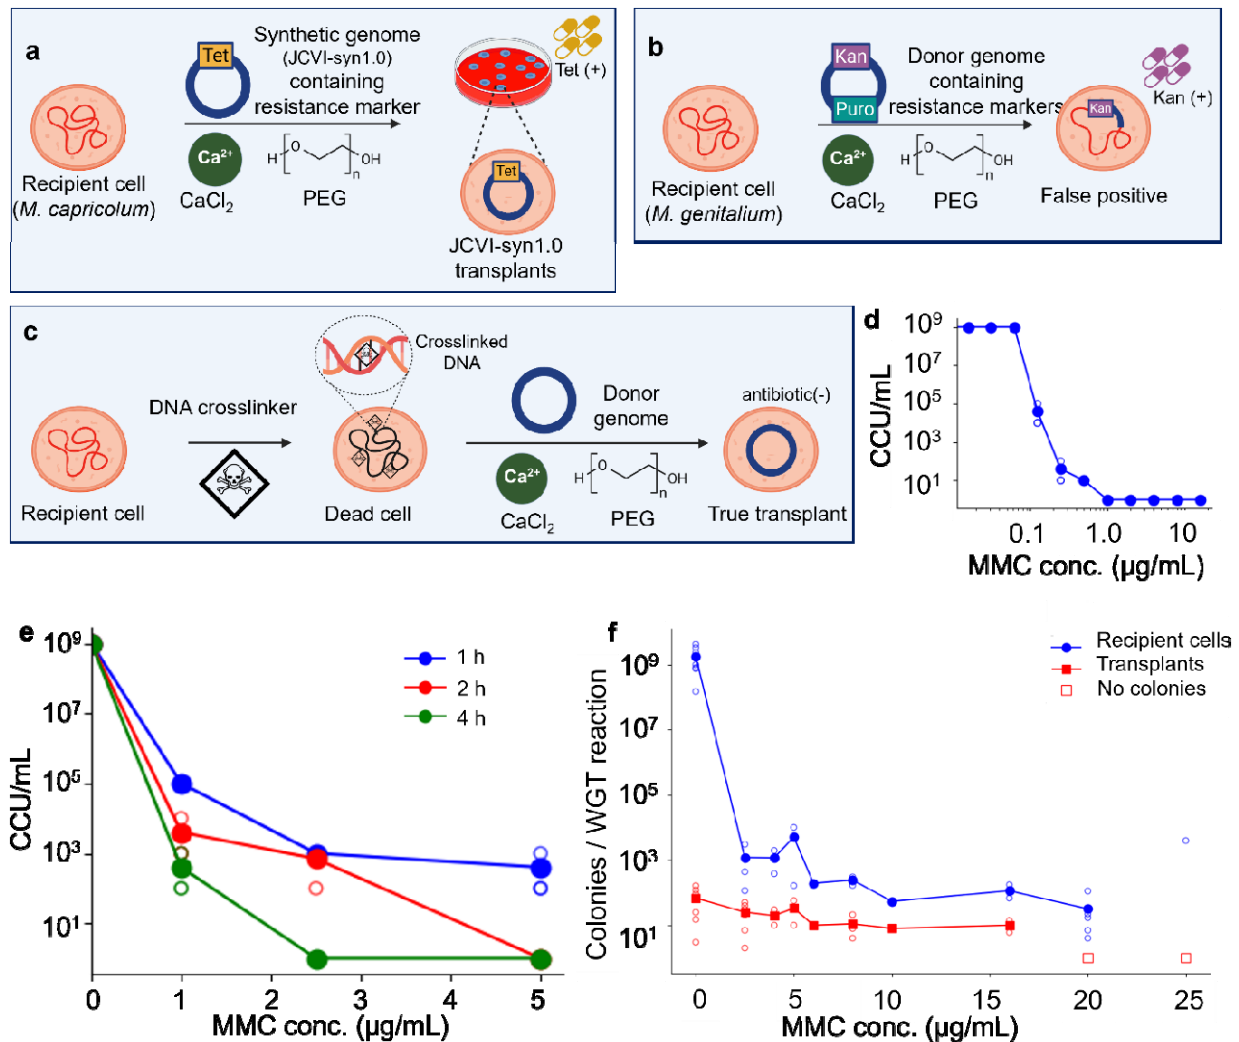 a
Tet
Synthetic genome
(JCVI-syn1.0)
containing
resistance marker
Tet (+)
Ca²⁺
H
O
OH
n
Recipient cell
(M. capricolum)
CaCl₂
PEG
Tet
JCVI-syn1.0
transplants
b
Kan
Puro
Donor genome
containing
resistance markers
Kan (+)
Kan
Ca²⁺
H
O
OH
n
Recipient cell
(M. genitalium)
CaCl₂
PEG
False positive
c
Crosslinked
DNA
DNA crosslinker
Donor
genome
antibiotic(-)
Ca²⁺
H
O
OH
n
Recipient cell
Dead cell
CaCl₂
PEG
True transplant
d
CCU/mL
10⁹
10⁷
10⁵
10³
10¹
0.1
1.0
10
MMC conc. (µg/mL)
e
CCU/mL
10⁹
10⁷
10⁵
10³
10¹
1 h
2 h
4 h
0
1
2
3
4
5
MMC conc. (µg/mL)
f
Colonies / WGT reaction
10⁹
10⁷
10⁵
10³
10¹
Recipient cells
Transplants
No colonies
0
5
10
15
20
25
MMC conc. (µg/mL)